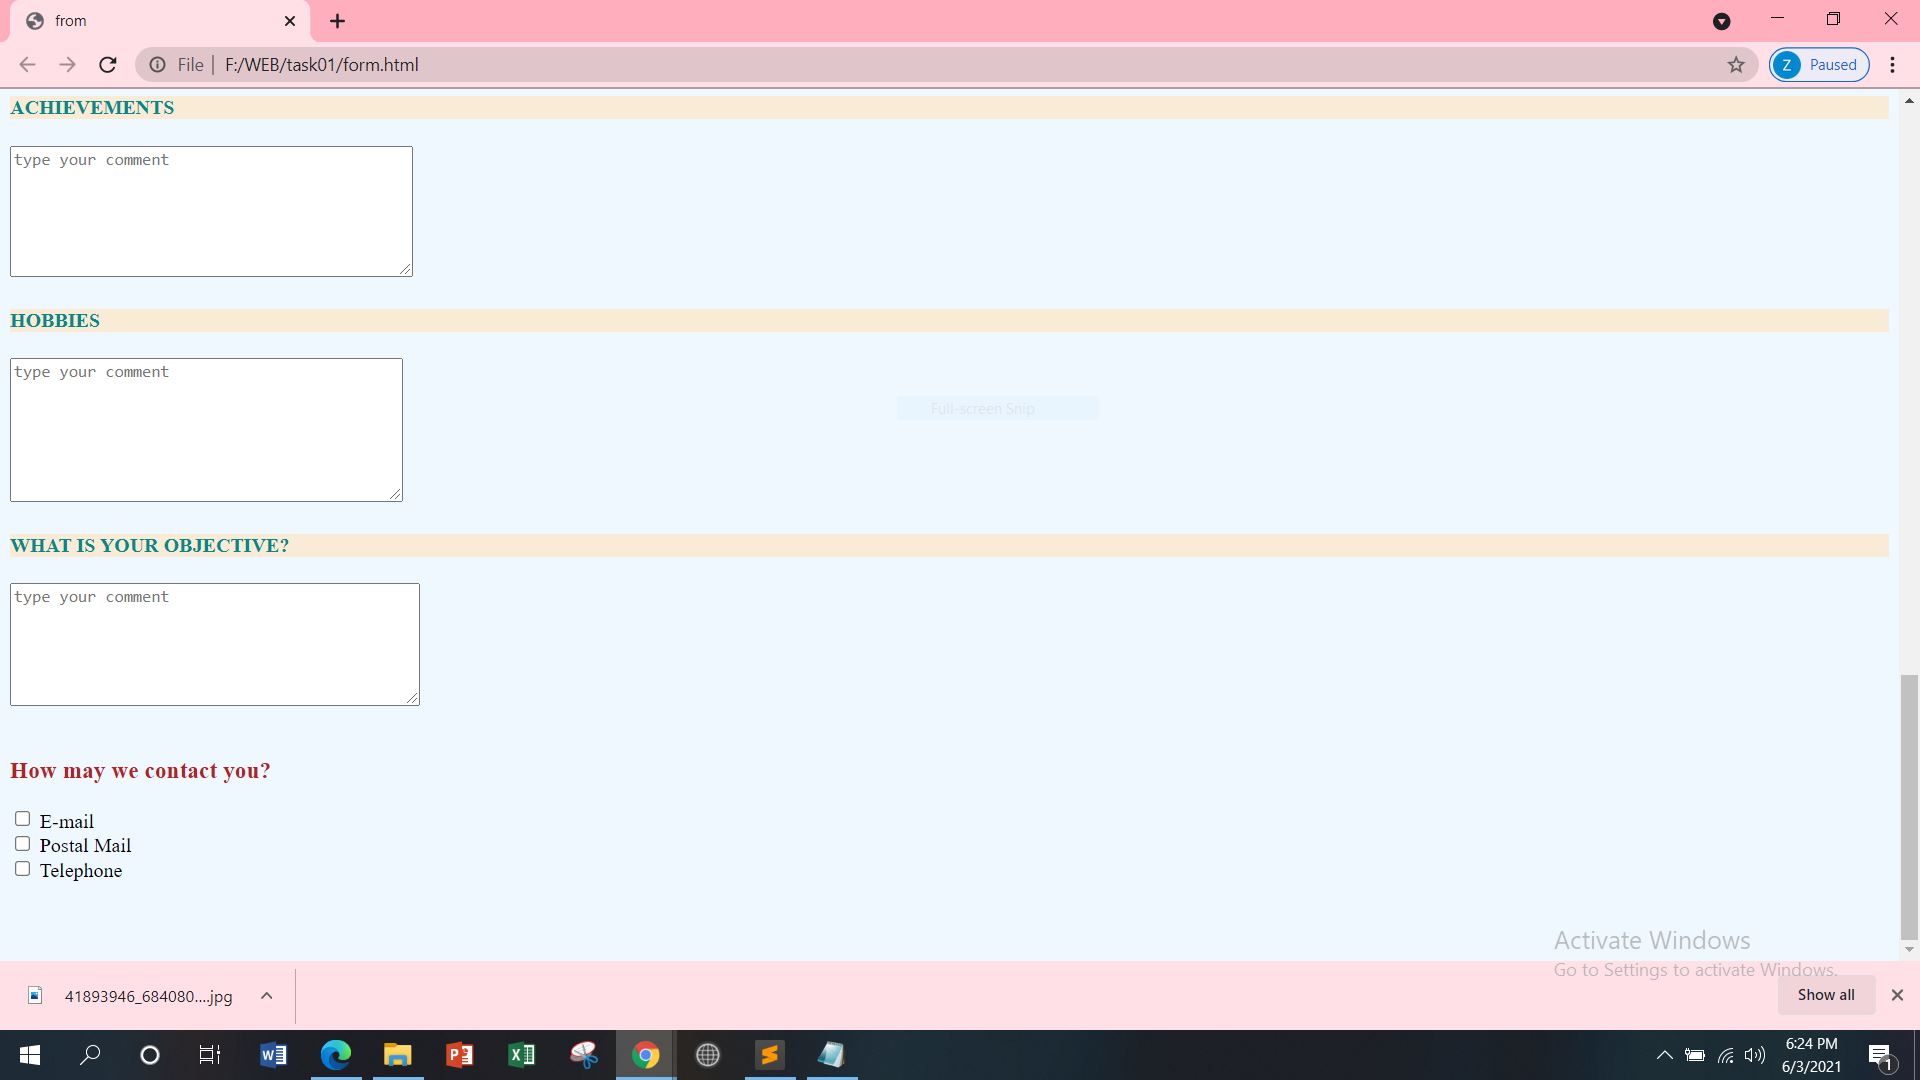 from
File | F:/WEB/task01/form.html
Z Paused
ACHIEVEMENTS
type your comment
HOBBIES
type your comment
Full-screen Snip
WHAT IS YOUR OBJECTIVE?
type your comment
How may we contact you?
E-mail
Postal Mail
Telephone
Activate Windows
Go to Settings to activate Windows.
41893946_684080....jpg
Show all
6:24 PM
6/3/2021
1